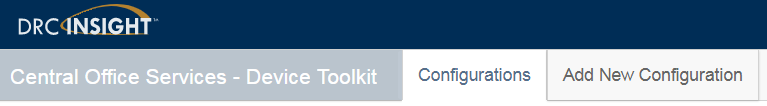 DRC INSIGHT™
Central Office Services - Device Toolkit Configurations Add New Configuration